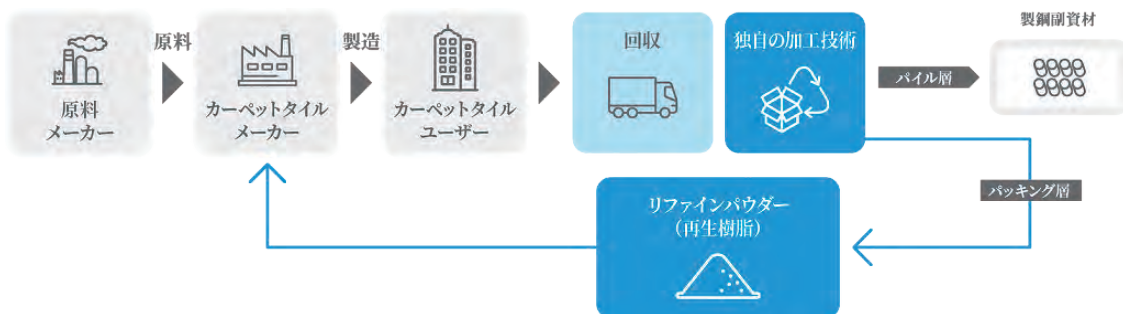 原料
メーカー
原料
カーペットタイル
メーカー
製造
カーペットタイル
ユーザー
回収
独自の加工技術
パイル層
製鋼副資材
パッキング層
リファインパウダー
（再生樹脂）